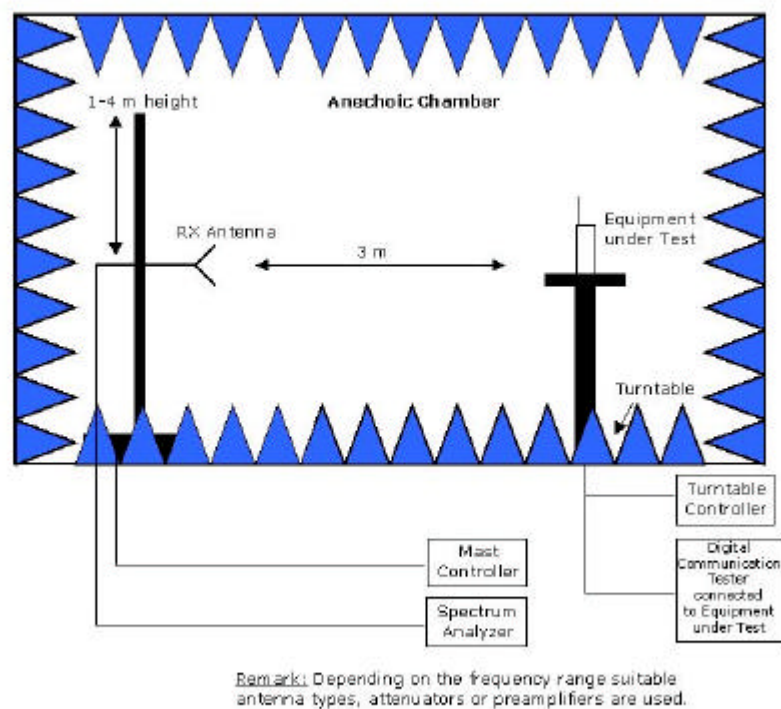 1-4 m height
Anechoic Chamber
RX Antenna
3 m
Equipment
under Test
Turntable
Turntable
Controller
Mast
Controller
Digital
Communication
Tester
connected
to Equipment
under Test
Spectrum
Analyzer
Remark: Depending on the frequency range suitable
antenna types, attenuators or preamplifiers are used.